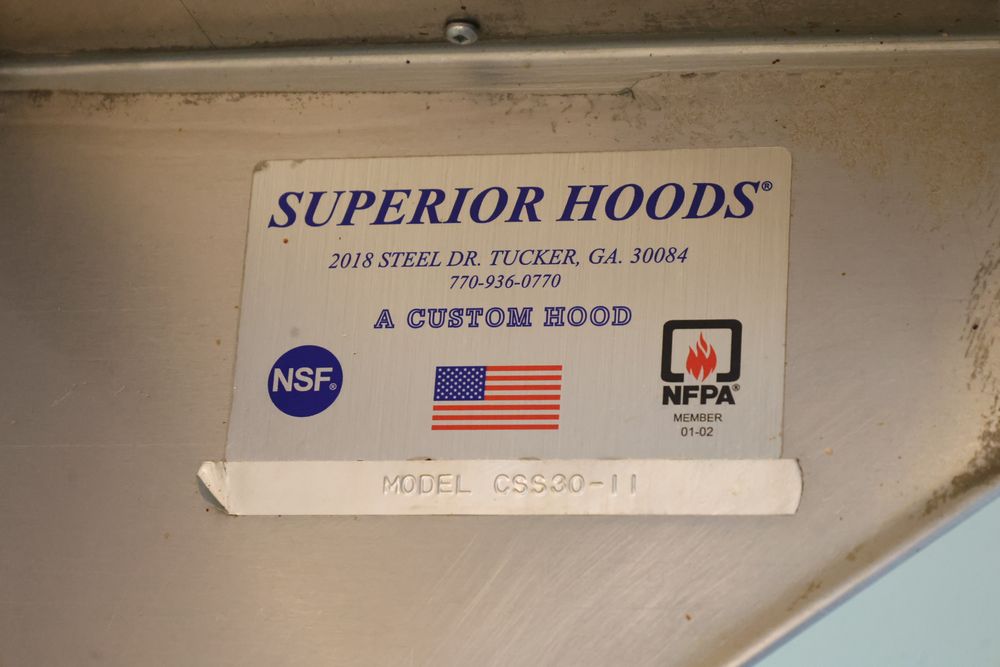 SUPERIOR HOODS®
2018 STEEL DR. TUCKER, GA. 30084
770-936-0770
A CUSTOM HOOD
NSF®
NFPA®
MEMBER
01-02
MODEL CSS30-11